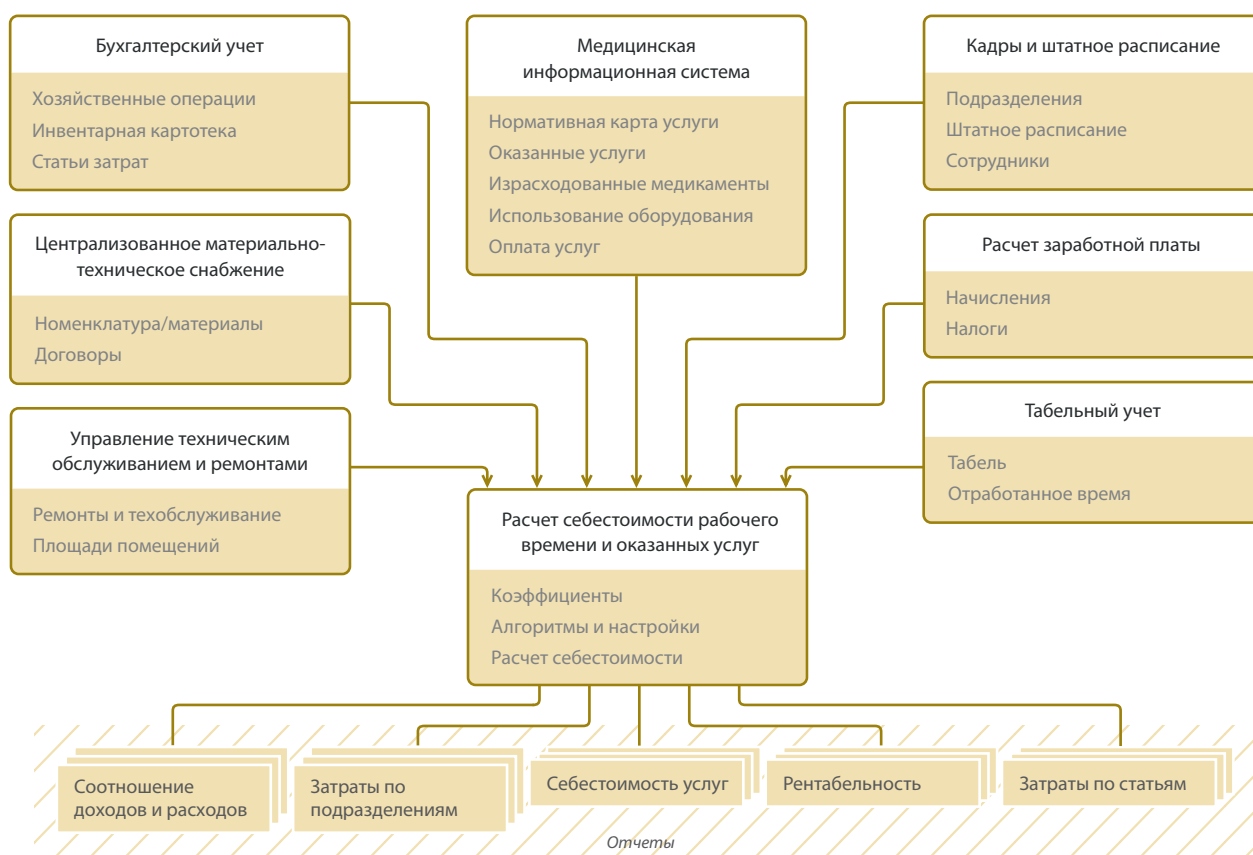 Бухгалтерский учет
Хозяйственные операции
Инвентарная картотека
Статьи затрат
Медицинская
информационная система
Нормативная карта услуги
Оказанные услуги
Израсходованные медикаменты
Использование оборудования
Оплата услуг
Кадры и штатное расписание
Подразделения
Штатное расписание
Сотрудники
Централизованное материально-
техническое снабжение
Номенклатура/материалы
Договоры
Расчет заработной платы
Начисления
Налоги
Управление техническим
обслуживанием и ремонтами
Ремонты и техобслуживание
Площади помещений
Табельный учет
Табель
Отработанное время
Расчет себестоимости рабочего
времени и оказанных услуг
Коэффициенты
Алгоритмы и настройки
Расчет себестоимости
Соотношение
доходов и расходов
Затраты по
подразделениям
Себестоимость услуг
Рентабельность
Затраты по статьям
Отчеты